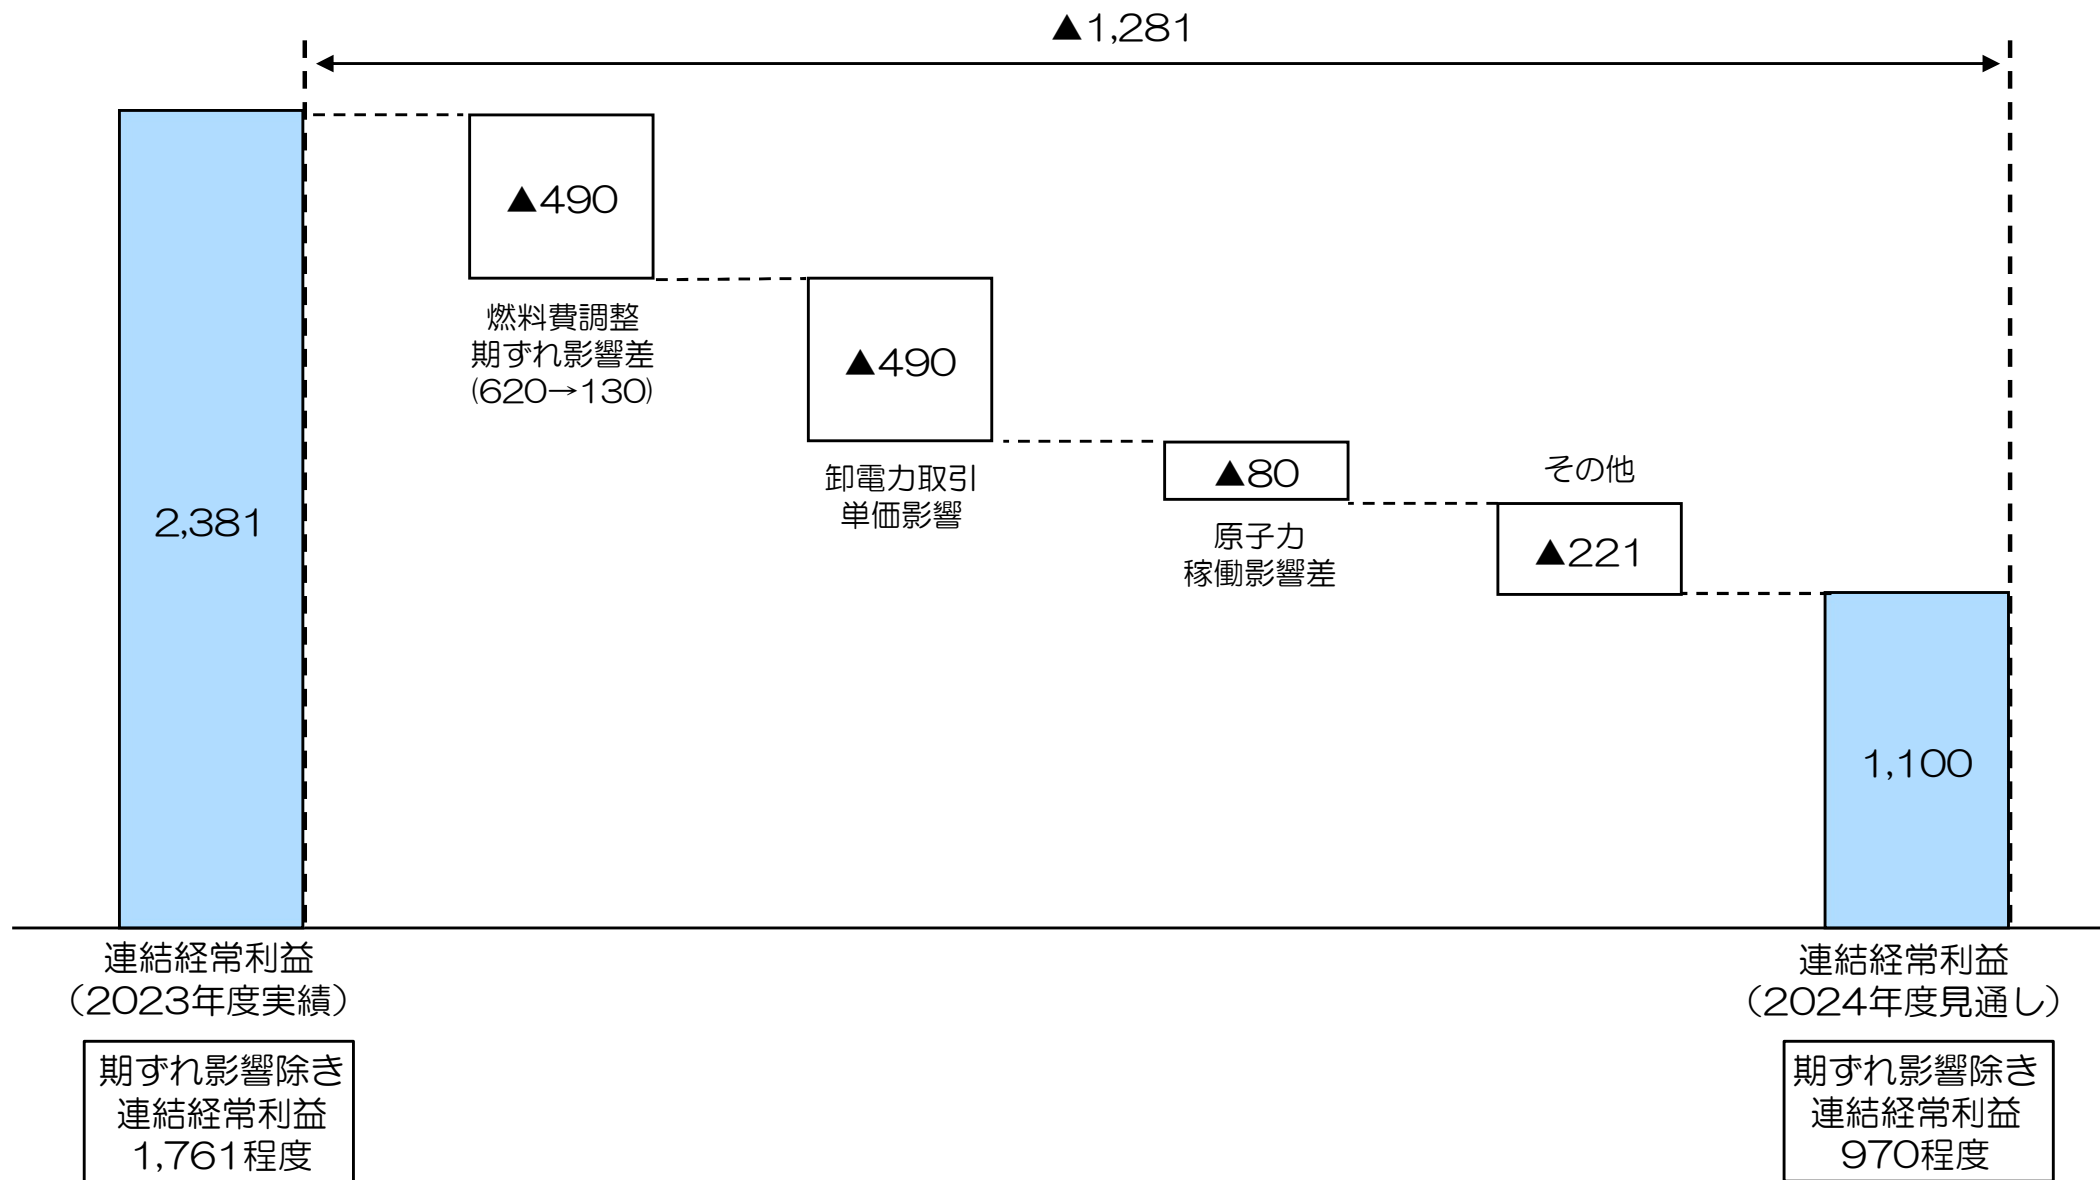 ▲1,281
2,381
▲490
燃料費調整
期ずれ影響差
(620→130)
▲490
卸電力取引
単価影響
▲80
原子力
稼働影響差
その他
▲221
1,100
連結経常利益
（2023年度実績）
期ずれ影響除き
連結経常利益
1,761程度
連結経常利益
（2024年度見通し）
期ずれ影響除き
連結経常利益
970程度